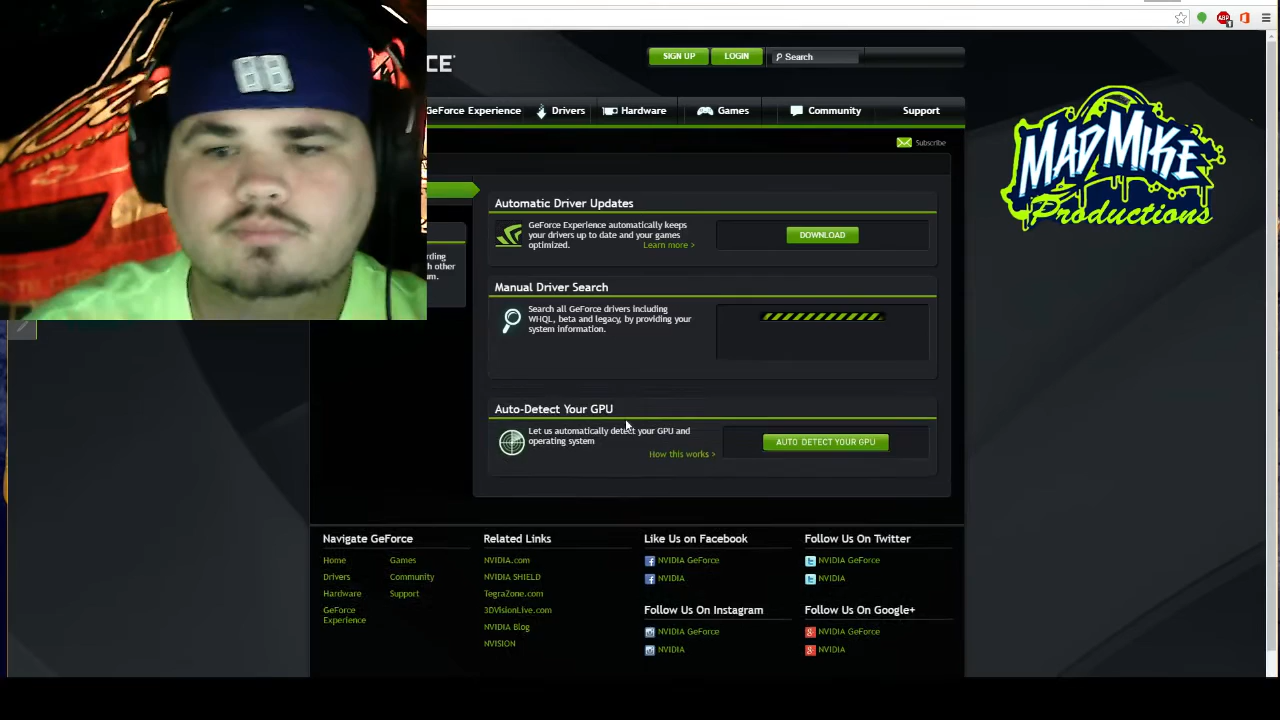 88
CE
SIGN UP
LOGIN
Search
ABP
GeForce Experience
Drivers
Hardware
Games
Community
Support
Subscribe
MAD MIKE
Productions
Automatic Driver Updates
GeForce Experience automatically keeps
your drivers up to date and your games
optimized.
Learn more >
DOWNLOAD
Manual Driver Search
Search all GeForce drivers including
WHQL, beta and legacy, by providing your
system information.
Auto-Detect Your GPU
Let us automatically detect your GPU and
operating system
How this works >
AUTO DETECT YOUR GPU
Navigate GeForce
Home
Drivers
Hardware
GeForce
Experience
Games
Community
Support
Related Links
NVIDIA.com
NVIDIA SHIELD
TegraZone.com
3DVisionLive.com
NVIDIA Blog
NVISION
Like Us on Facebook
NVIDIA GeForce
NVIDIA
Follow Us On Instagram
NVIDIA GeForce
NVIDIA
Follow Us On Twitter
NVIDIA GeForce
NVIDIA
Follow Us On Google+
NVIDIA GeForce
NVIDIA